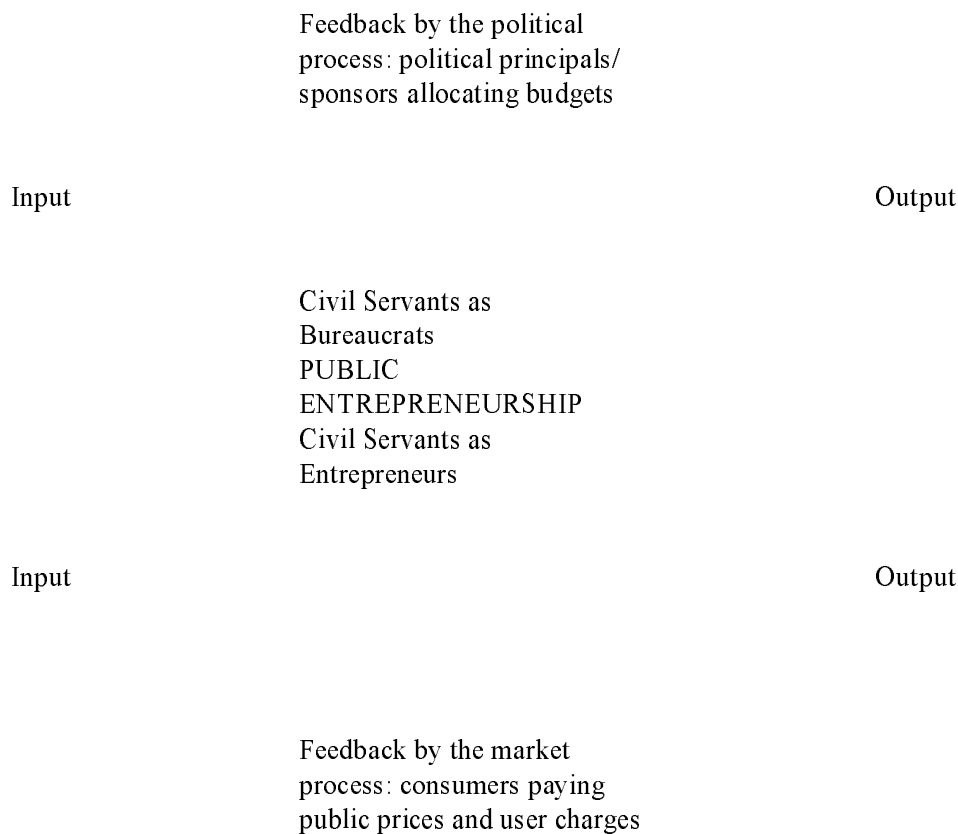 Feedback by the political
process: political principals/
sponsors allocating budgets
Input
Output
Civil Servants as
Bureaucrats
PUBLIC
ENTREPRENEURSHIP
Civil Servants as
Entrepreneurs
Input
Output
Feedback by the market
process: consumers paying
public prices and user charges